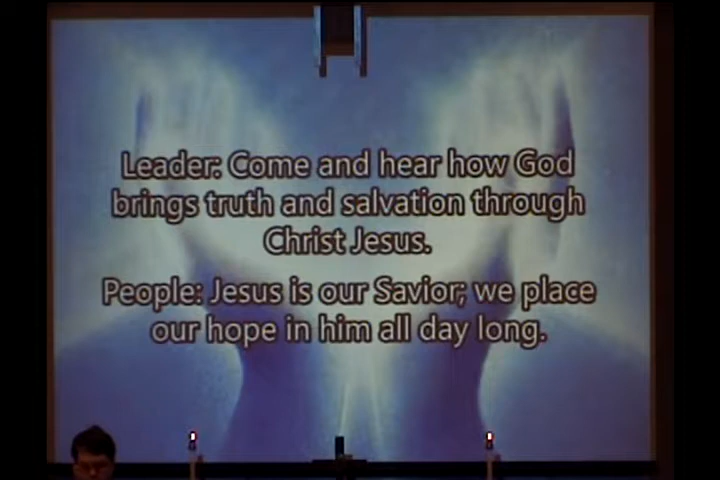 Leader: Come and hear how God
brings truth and salvation through
Christ Jesus.
People: Jesus is our Savior; we place
our hope in him all day long.